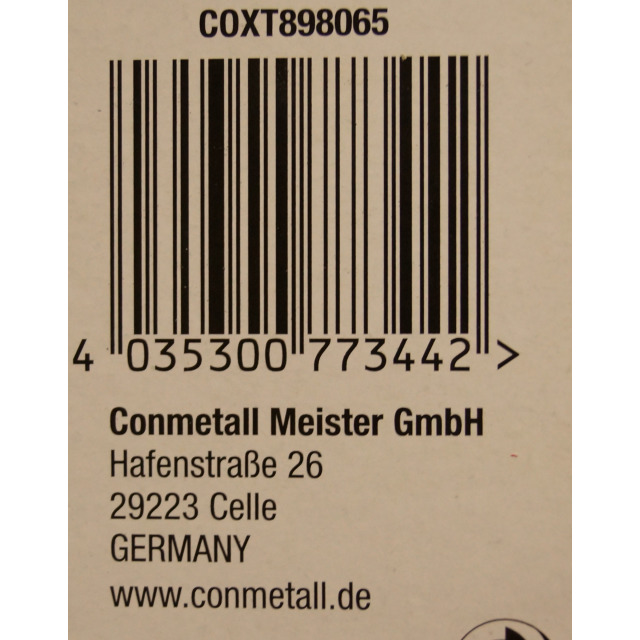 COXT898065
4 035300 773442 >
Conmetall Meister GmbH
Hafenstraße 26
29223 Celle
GERMANY
www.conmetall.de